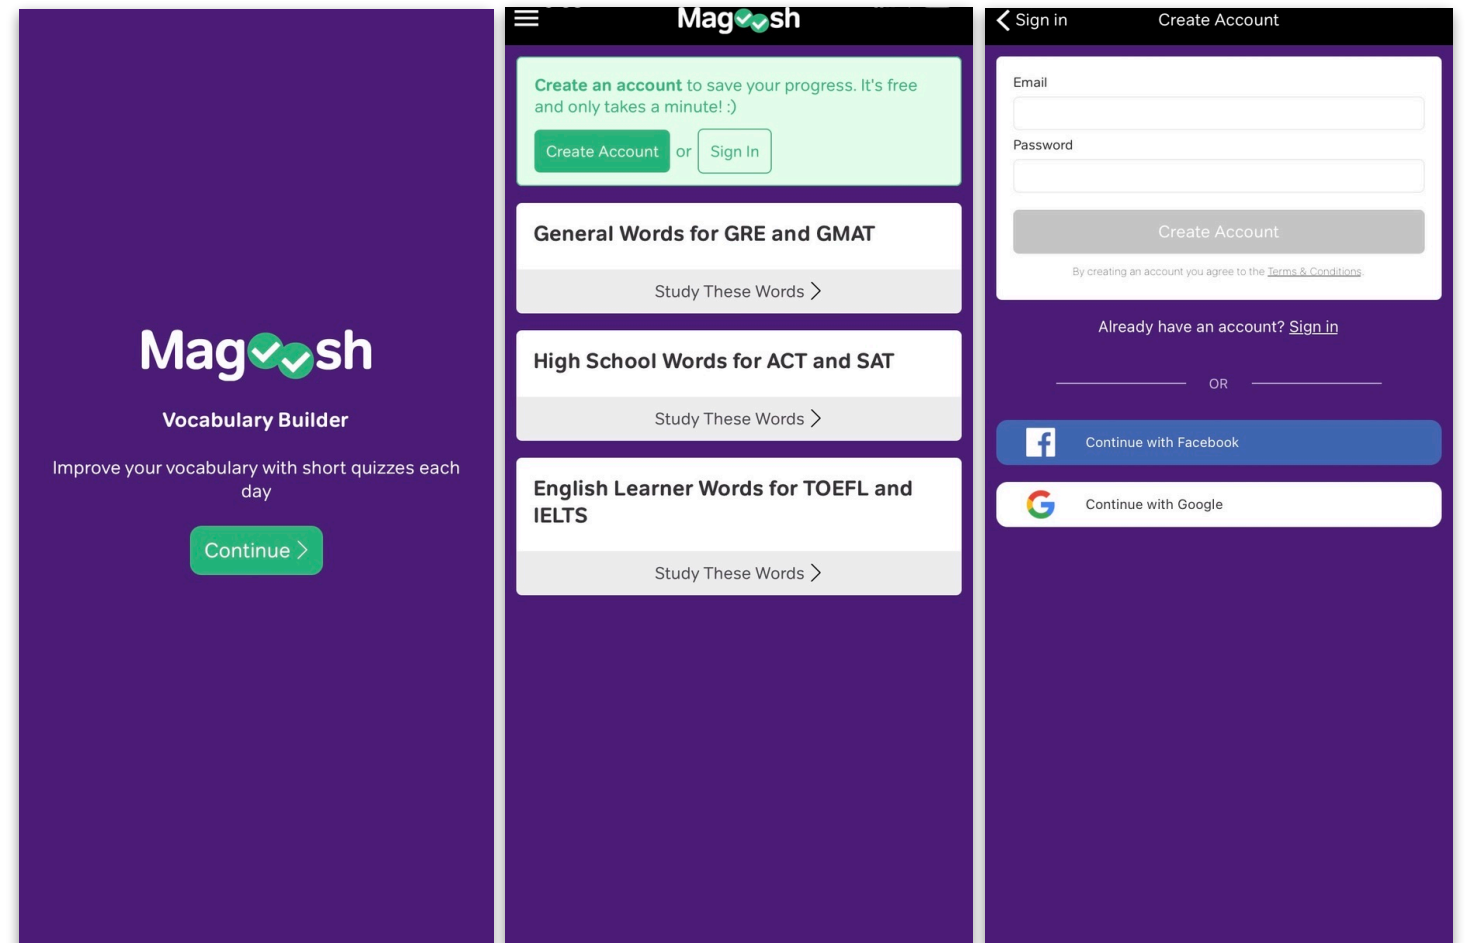 Magoosh
Vocabulary Builder
Improve your vocabulary with short quizzes each
day
Continue
Magoosh
Create an account to save your progress. It's free
and only takes a minute! :)
Create Account or Sign In
General Words for GRE and GMAT
Study These Words
High School Words for ACT and SAT
Study These Words
English Learner Words for TOEFL and
IELTS
Study These Words
Sign in
Create Account
Email
Password
Create Account
By creating an account you agree to the Terms & Conditions.
Already have an account? Sign in
OR
Continue with Facebook
Continue with Google